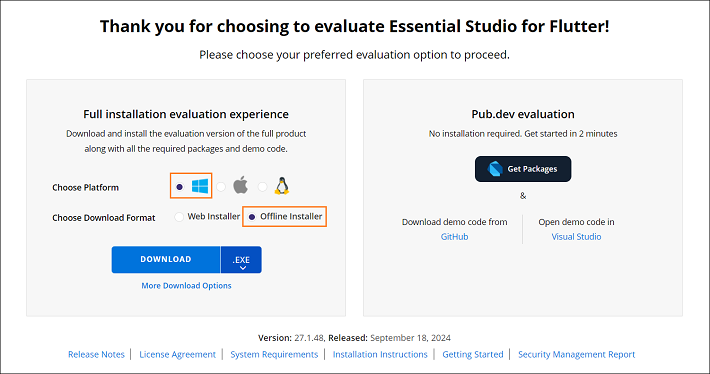 Thank you for choosing to evaluate Essential Studio for Flutter!
Please choose your preferred evaluation option to proceed.
Full installation evaluation experience
Download and install the evaluation version of the full product
along with all the required packages and demo code.
Choose Platform
Choose Download Format
Web Installer
Offline Installer
DOWNLOAD
.EXE
More Download Options
Pub.dev evaluation
No installation required. Get started in 2 minutes
Get Packages
&
Download demo code from
GitHub
Open demo code in
Visual Studio
Version: 27.1.48, Released: September 18, 2024
Release Notes | License Agreement | System Requirements | Installation Instructions | Getting Started | Security Management Report